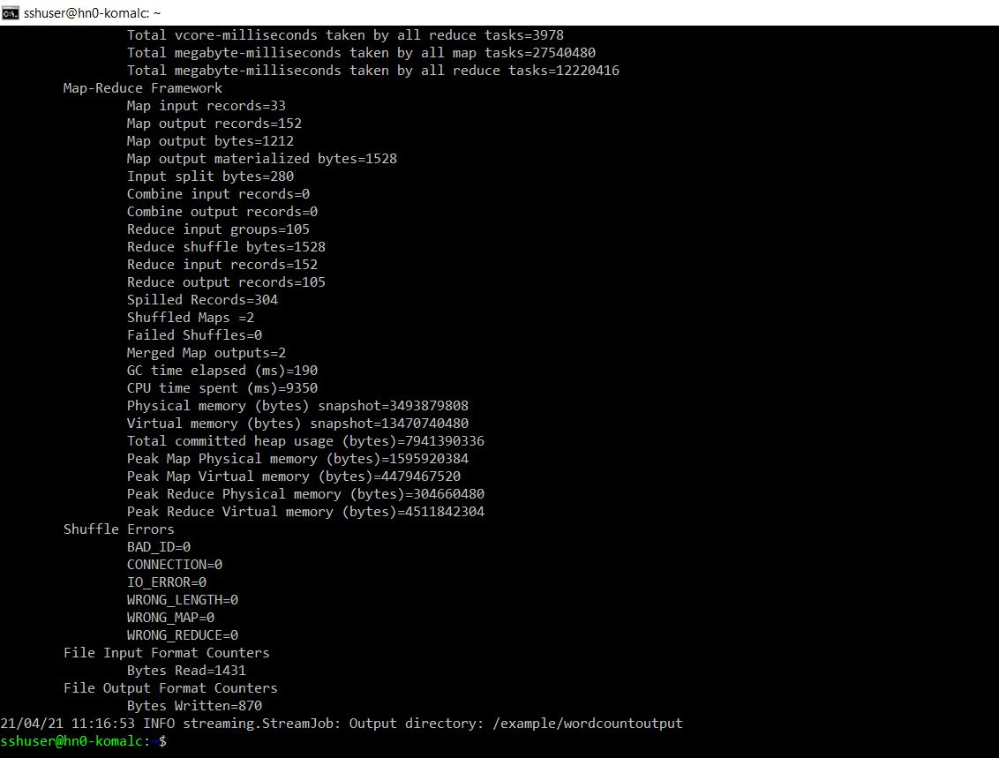 sshuser@hn0-komalc: ~
Total vcore-milliseconds taken by all reduce tasks=3978
Total megabyte-milliseconds taken by all map tasks=27540480
Total megabyte-milliseconds taken by all reduce tasks=12220416
Map-Reduce Framework
Map input records=33
Map output records=152
Map output bytes=1212
Map output materialized bytes=1528
Input split bytes=280
Combine input records=0
Combine output records=0
Reduce input groups=105
Reduce shuffle bytes=1528
Reduce input records=152
Reduce output records=105
Spilled Records=304
Shuffled Maps =2
Failed Shuffles=0
Merged Map outputs=2
GC time elapsed (ms)=190
CPU time spent (ms)=9350
Physical memory (bytes) snapshot=3493879808
Virtual memory (bytes) snapshot=13470740480
Total committed heap usage (bytes)=7941390336
Peak Map Physical memory (bytes)=1595920384
Peak Map Virtual memory (bytes)=4479467520
Peak Reduce Physical memory (bytes)=304660480
Peak Reduce Virtual memory (bytes)=4511842304
Shuffle Errors
BAD_ID=0
CONNECTION=0
IO_ERROR=0
WRONG_LENGTH=0
WRONG_MAP=0
WRONG_REDUCE=0
File Input Format Counters
Bytes Read=1431
File Output Format Counters
Bytes Written=870
21/04/21 11:16:53 INFO streaming.StreamJob: Output directory: /example/wordcountoutput
sshuser@hn0-komalc:~$